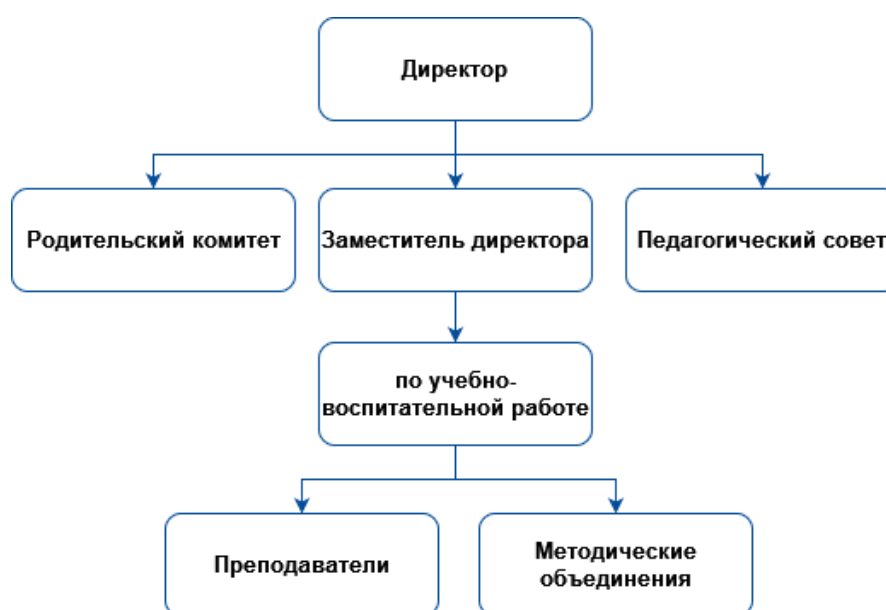 Директор
Родительский комитет
Заместитель директора
Педагогический совет
по учебно-
воспитательной работе
Преподаватели
Методические
объединения